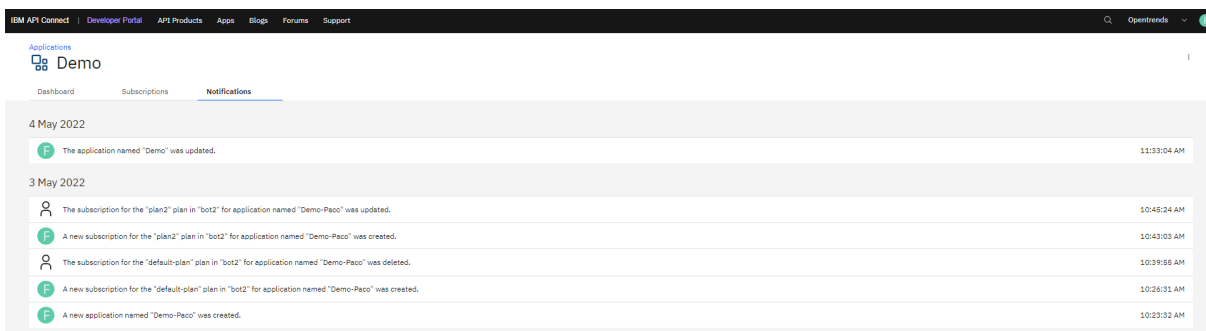 IBM API Connect | Developer Portal API Products Apps Blogs Forums Support Opentrends
Applications
Demo
Dashboard Subscriptions Notifications
4 May 2022
F The application named "Demo" was updated. 11:33:04 AM
3 May 2022
The subscription for the "plan2" plan in "bot2" for application named "Demo-Paco" was updated. 10:45:24 AM
F A new subscription for the "plan2" plan in "bot2" for application named "Demo-Paco" was created. 10:43:03 AM
The subscription for the "default-plan" plan in "bot2" for application named "Demo-Paco" was deleted. 10:39:55 AM
F A new subscription for the "default-plan" plan in "bot2" for application named "Demo-Paco" was created. 10:26:31 AM
F A new application named "Demo-Paco" was created. 10:23:32 AM